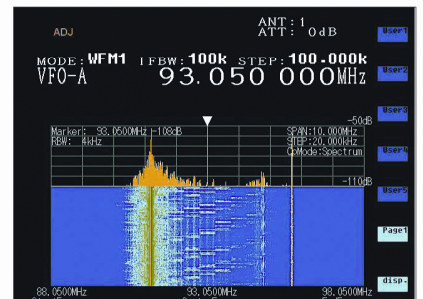 ADJ
ANT:1
ATT: 0dB
MODE:WFM1 IFBW:100k STEP:100.000k
VFO-A 93.050 000MHz
-50dB
Marker: 93.0500MHz -108dB
SPAN:10.000MHz
RBW: 4kHz
STEP:20.000kHz
Mode:Spectrum
-110dB
88.0500MHz 93.0500MHz 98.0500MHz
User1
User2
User3
User4
User5
Page1
disp.